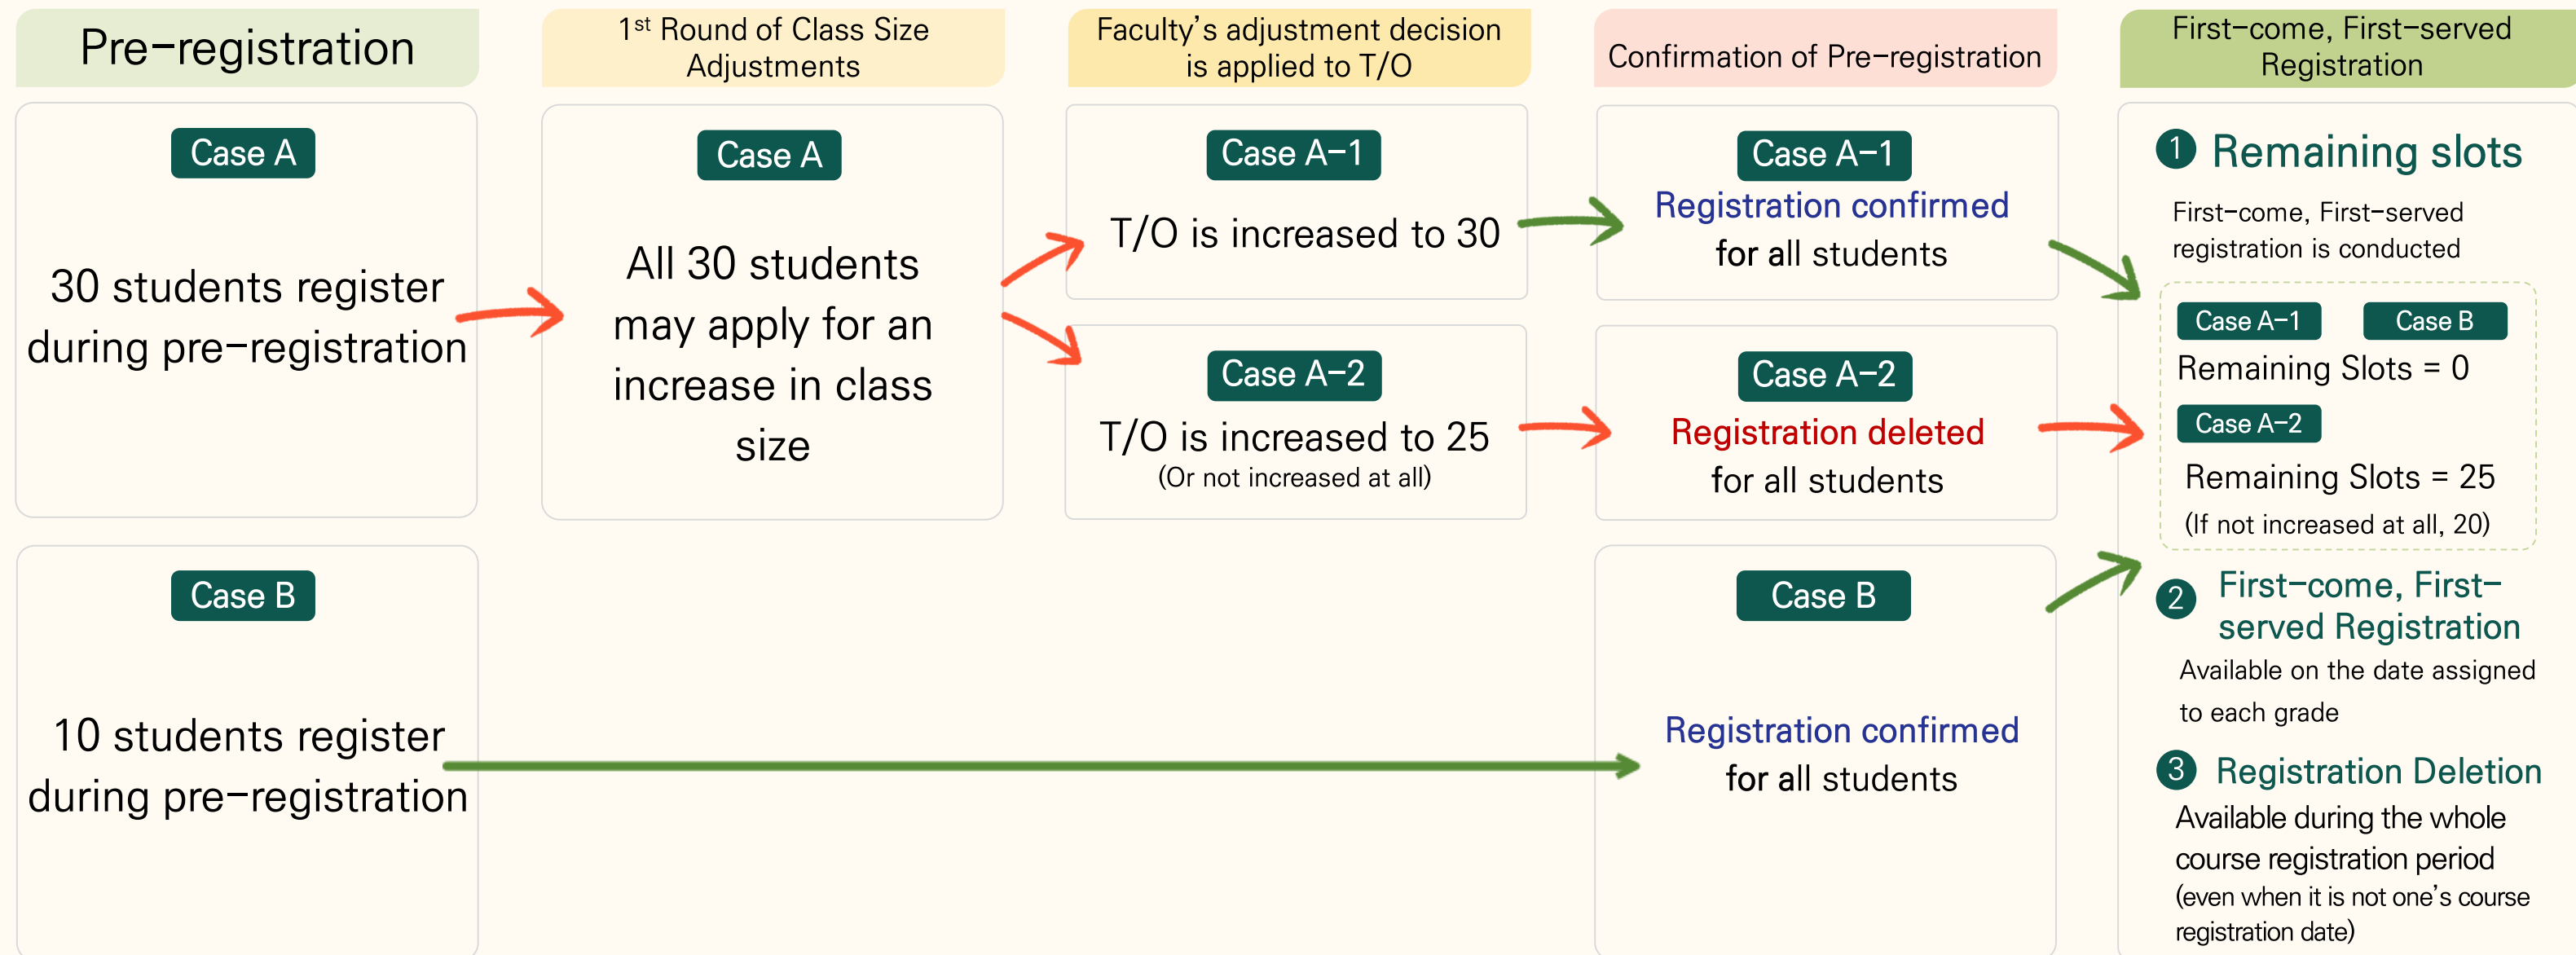 Pre-registration
1st Round of Class Size
Adjustments
Faculty's adjustment decision
is applied to T/O
Confirmation of Pre-registration
First-come, First-served
Registration
Case A
30 students register
during pre-registration
Case A
All 30 students
may apply for an
increase in class
size
Case A-1
T/O is increased to 30
Case A-1
Registration confirmed
for all students
Case A-2
T/O is increased to 25
(Or not increased at all)
Case A-2
Registration deleted
for all students
Case B
10 students register
during pre-registration
Case B
Registration confirmed
for all students
1 Remaining slots
First-come, First-served
registration is conducted
Case A-1 Case B
Remaining Slots = 0
Case A-2
Remaining Slots = 25
(If not increased at all, 20)
2 First-come, First-
served Registration
Available on the date assigned
to each grade
3 Registration Deletion
Available during the whole
course registration period
(even when it is not one's course
registration date)